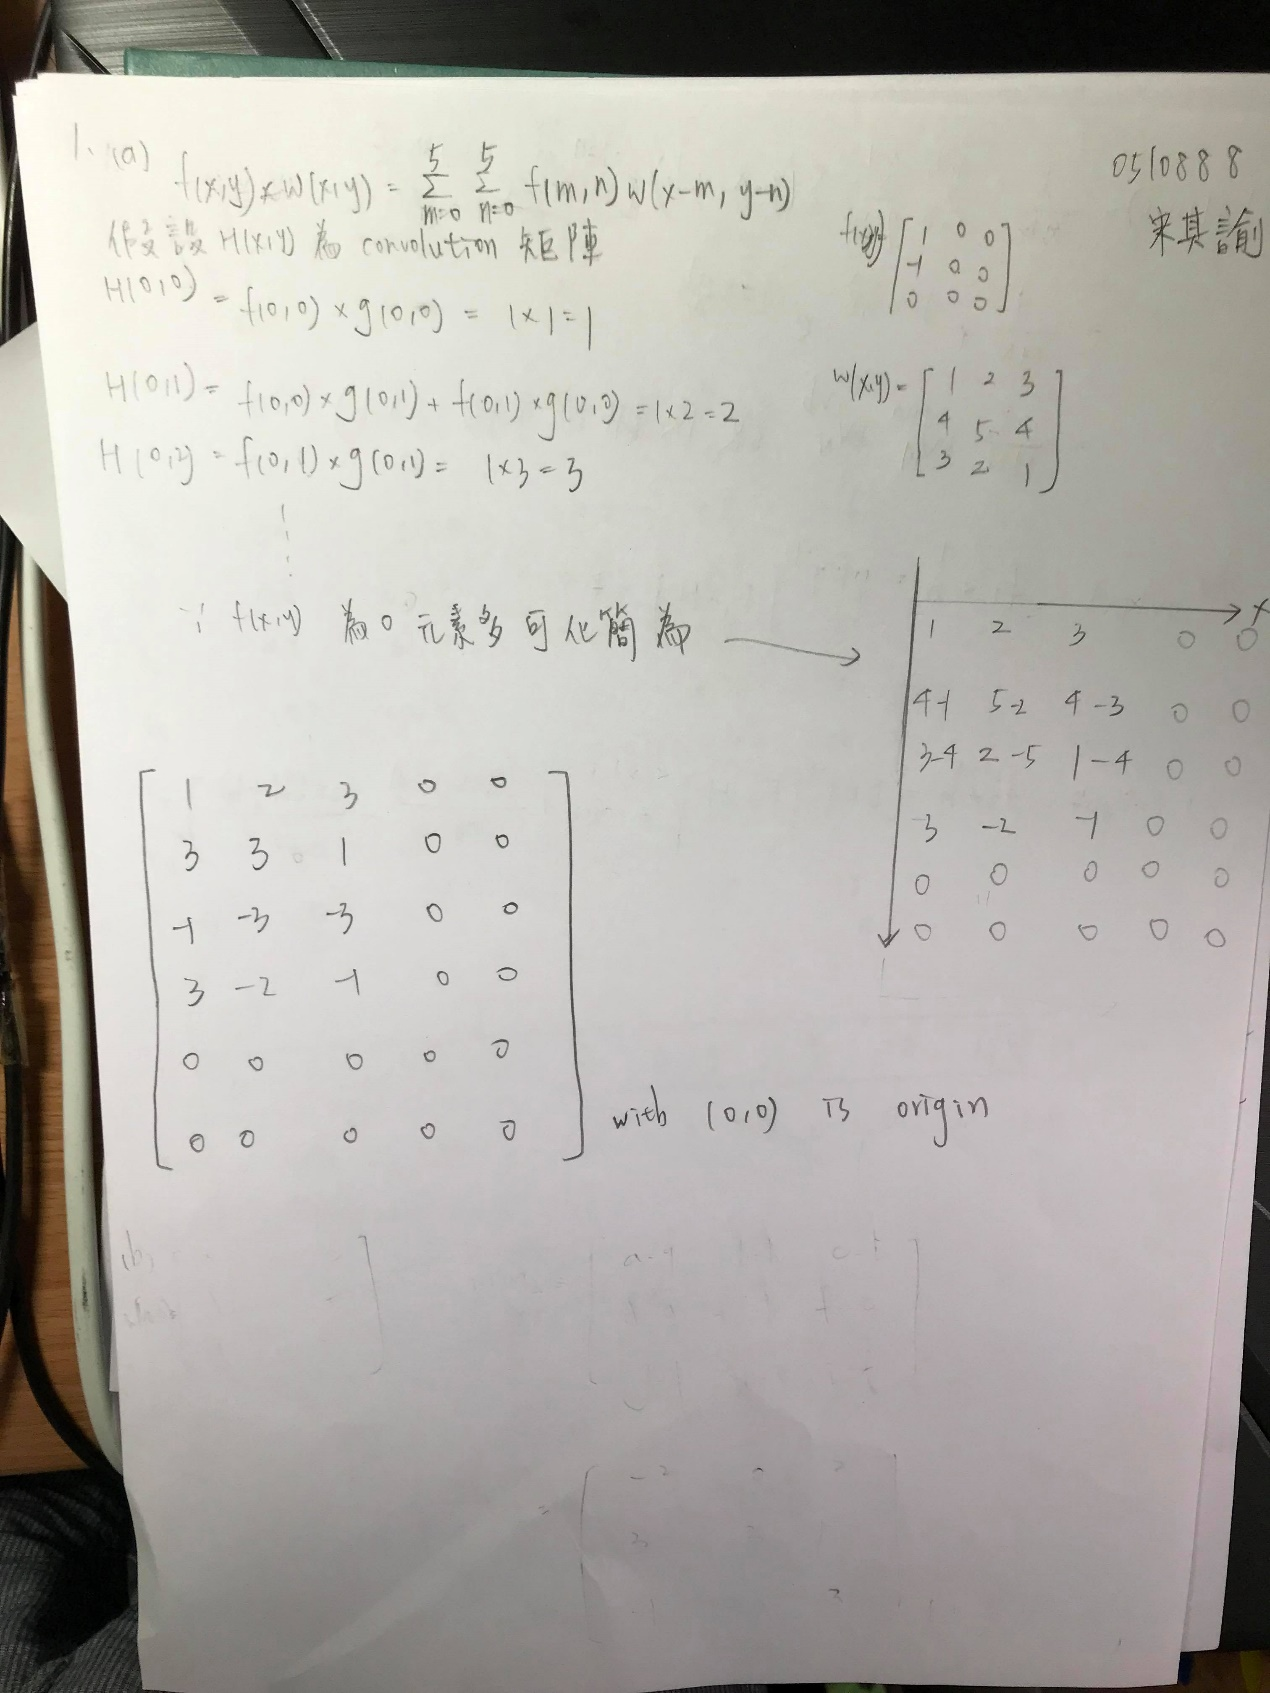 1. (a)
f(x,y)*w(x,y) = 5Σm=0 5Σn=0 f(m,n)w(x-m, y-n)
0510888
宋其諭
假設 H(x,y) 為 convolution 矩陣
f(x,y) [1 0 0
-1 0 0
0 0 0]
H(0,0) = f(0,0)×g(0,0) = 1×1=1
H(0,1)= f(0,0)×g(0,1)+f(0,1)×g(0,0)=1×2=2
w(x,y)=[1 2 3
4 5 4
3 2 1]
H(0,2) = f(0,1)×g(0,1)= 1×3=3
∵ f(x,y) 為0 元素多可化簡為
x
1 2 3 0 0
4-1 5-2 4-3 0 0
3-4 2-5 1-4 0 0
3 -2 -1 0 0
0 0 0 0 0
0 0 0 0 0
[1 2 3 0 0
3 3 1 0 0
-1 -3 -3 0 0
3 -2 -1 0 0
0 0 0 0 0
0 0 0 0 0]
with (0,0) is origin
(b)